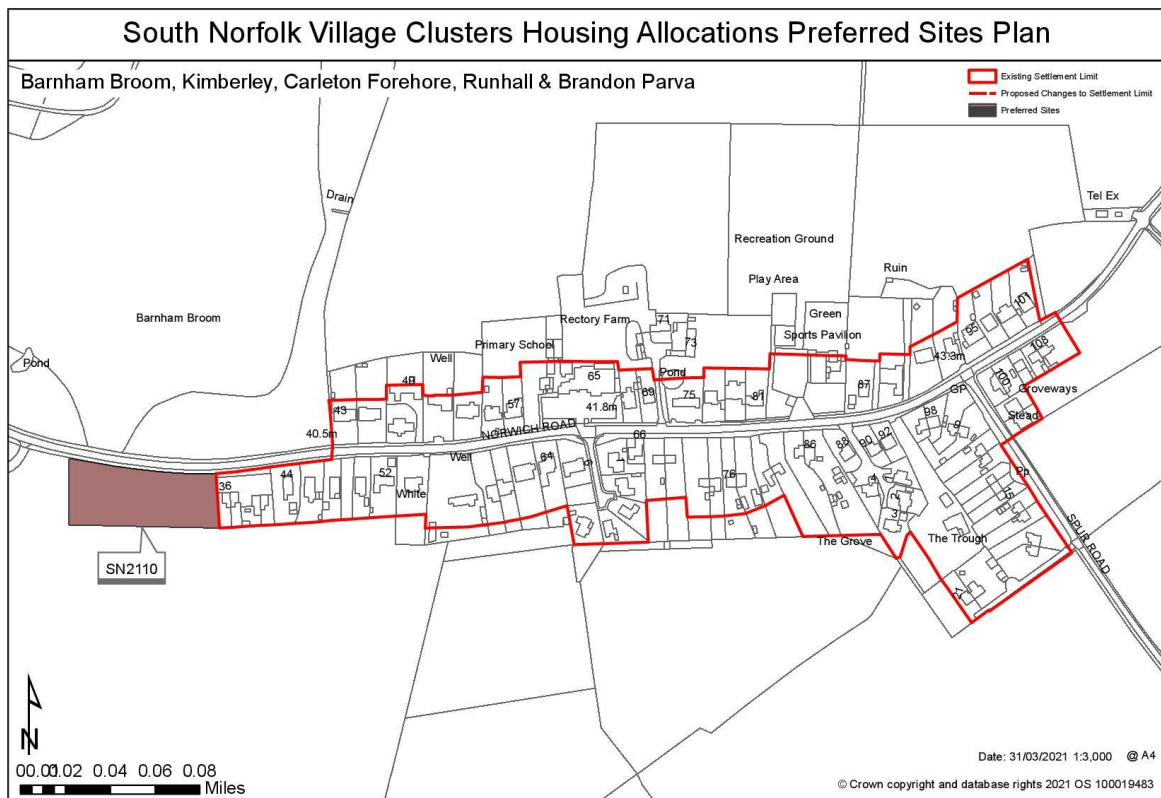 South Norfolk Village Clusters Housing Allocations Preferred Sites Plan
Barnham Broom, Kimberley, Carleton Forehore, Runhall & Brandon Parva
Existing Settlement Limit
Proposed Changes to Settlement Limit
Preferred Sites
Drain
Tel Ex
Recreation Ground
Play Area
Ruin
Barnham Broom
Rectory Farm
71
Green
101
Sports Pavilion
95
Primary School
73
108
Well
43.3m
Pond
Pond
49
65
87
100
Groveways
69
75
81
GP
43
57
41.8m
98
Stead
40.5m
NORWICH ROAD
66
9
92
90
88
86
Well
64
6
1
Pp
44
52
76
4
36
White
2
15
3
SPUR ROAD
The Grove
The Trough
SN2110
21
N
00.01 0.02 0.04 0.06 0.08
Miles
Date: 31/03/2021 1:3,000 @ A4
© Crown copyright and database rights 2021 OS 100019483